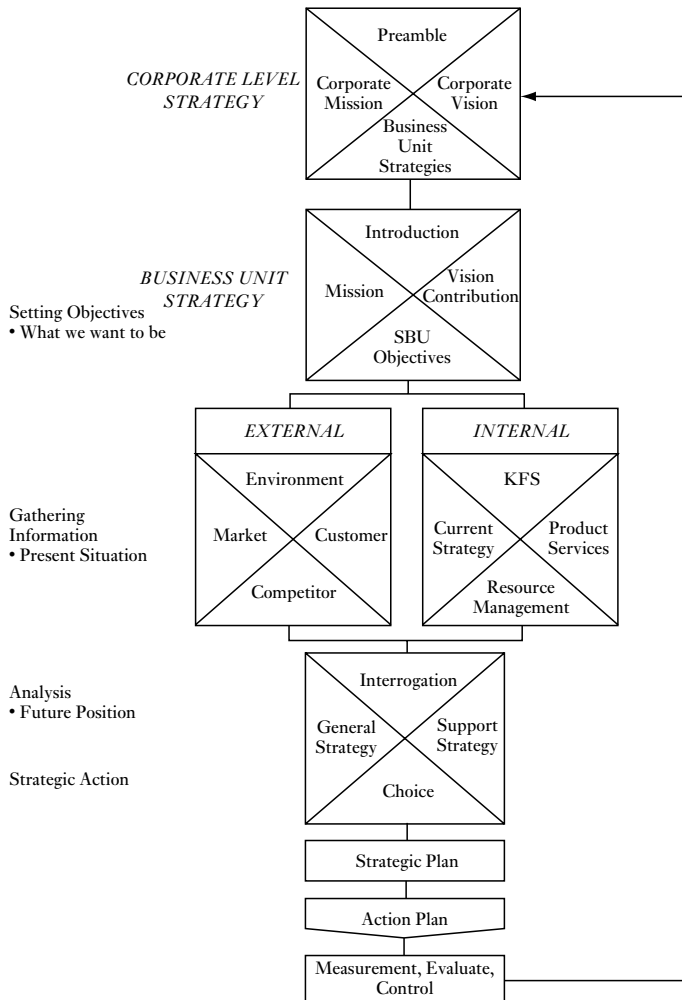 Preamble
CORPORATE LEVEL
STRATEGY
Corporate
Mission
Corporate
Vision
Business
Unit
Strategies
Introduction
BUSINESS UNIT
STRATEGY
Mission
Vision
Contribution
SBU
Objectives
Setting Objectives
• What we want to be
EXTERNAL
INTERNAL
Environment
Market
Customer
Competitor
KFS
Current
Strategy
Product
Services
Resource
Management
Gathering
Information
• Present Situation
Interrogation
General
Strategy
Support
Strategy
Choice
Analysis
• Future Position
Strategic Action
Strategic Plan
Action Plan
Measurement, Evaluate,
Control